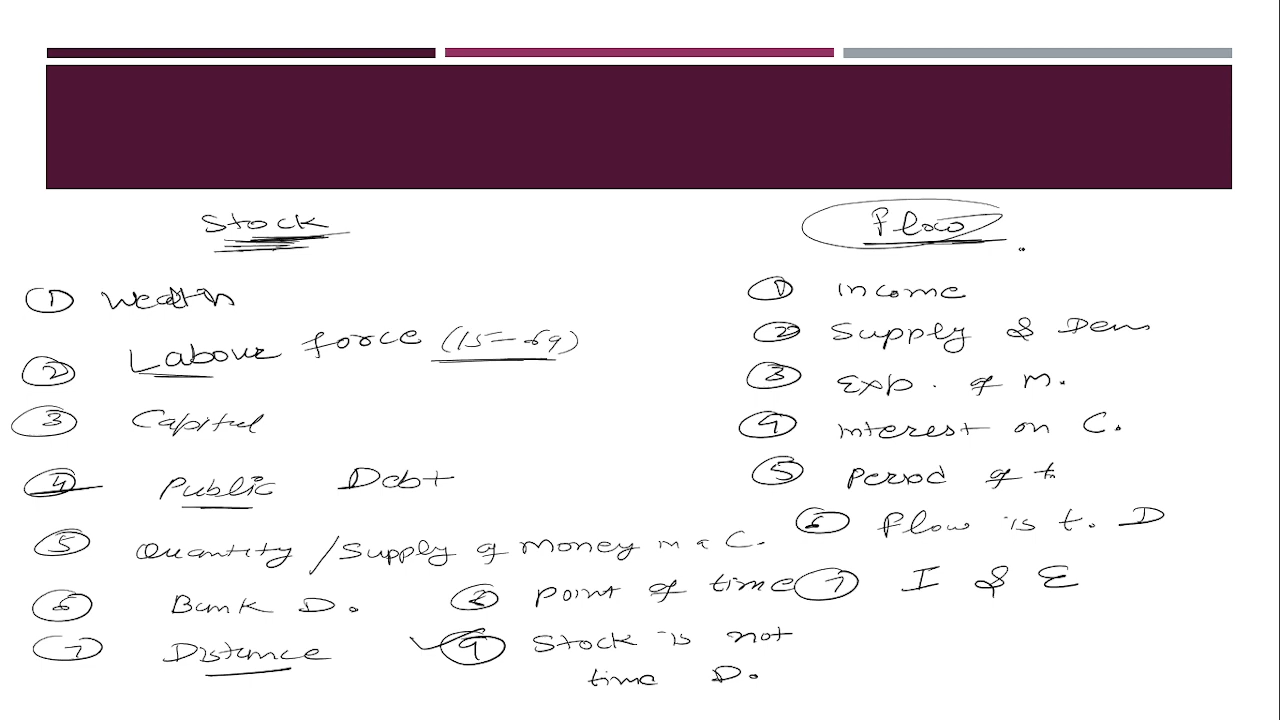 Stock
① Wealth
② Labour force (15-69)
③ Capital
④ Public Debt
⑤ Quantity / Supply of Money in a C.
⑥ Bank D.
⑦ Distance
⑧ Point of time
⑨ Stock is not
time D.
Flow
① Income
② Supply & Dem
③ Exp. of M.
④ Interest on C.
⑤ Period of t.
⑥ Flow is t. D
⑦ I & E